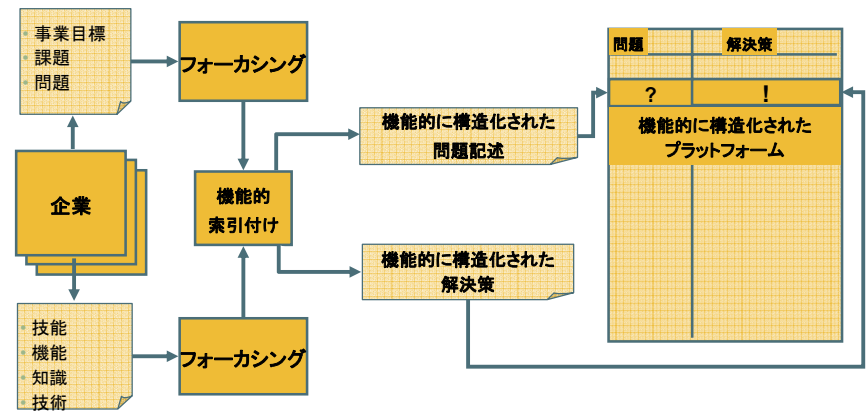 事業目標
課題
問題
フォーカシング
企業
機能的
索引付け
技能
機能
知識
技術
フォーカシング
機能的に構造化された
問題記述
機能的に構造化された
解決策
問題
解決策
?
!
機能的に構造化された
プラットフォーム